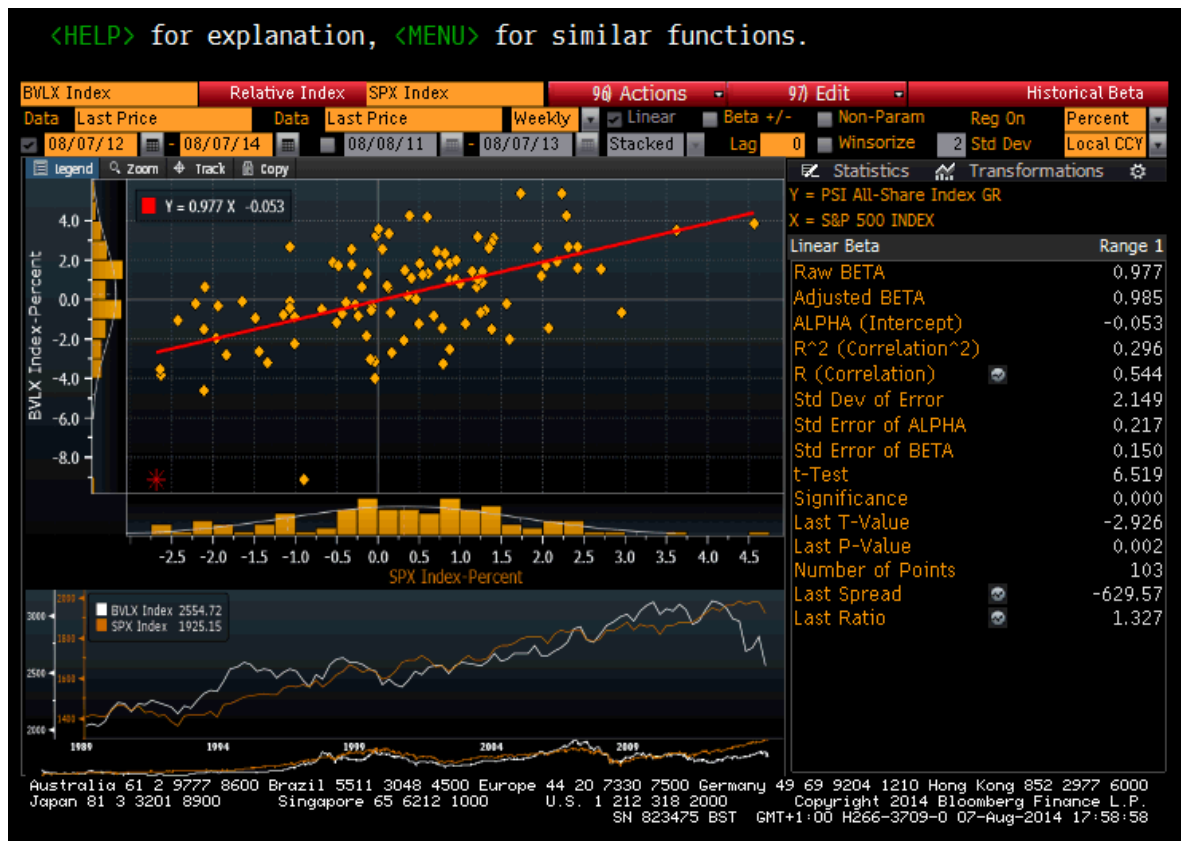 <HELP> for explanation, <MENU> for similar functions.
BVLX Index Relative Index SPX Index 96) Actions 97) Edit Historical Beta
Data Last Price Data Last Price Weekly Linear Beta +/- Non-Param Reg On Percent
08/07/12 - 08/07/14 08/08/11 - 08/07/13 Stacked Lag 0 Winsorize 2 Std Dev Local CCY
Legend Zoom Track Copy Statistics Transformations
Y = PSI All-Share Index GR
X = S&P 500 INDEX
Y = 0.977 X -0.053
Linear Beta Range 1
Raw BETA 0.977
Adjusted BETA 0.985
ALPHA (Intercept) -0.053
R^2 (Correlation^2) 0.296
R (Correlation) 0.544
Std Dev of Error 2.149
Std Error of ALPHA 0.217
Std Error of BETA 0.150
t-Test 6.519
Significance 0.000
Last T-Value -2.926
Last P-Value 0.002
Number of Points 103
Last Spread -629.57
Last Ratio 1.327
BVLX Index-Percent
4.0
2.0
0.0
-2.0
-4.0
-6.0
-8.0
-2.5 -2.0 -1.5 -1.0 -0.5 0.0 0.5 1.0 1.5 2.0 2.5 3.0 3.5 4.0 4.5
SPX Index-Percent
BVLX Index 2554.72
SPX Index 1925.15
3000
2500
2000
2000
1800
1600
1400
1989 1994 1999 2004 2009
Australia 61 2 9777 8600 Brazil 5511 3048 4500 Europe 44 20 7330 7500 Germany 49 69 9204 1210 Hong Kong 852 2977 6000
Japan 81 3 3201 8900 Singapore 65 6212 1000 U.S. 1 212 318 2000 Copyright 2014 Bloomberg Finance L.P.
SN 823475 BST GMT+1:00 H266-3709-0 07-Aug-2014 17:58:58